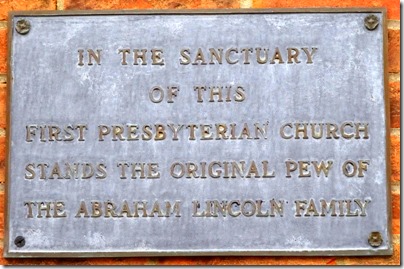 IN THE SANCTUARY
OF THIS
FIRST PRESBYTERIAN CHURCH
STANDS THE ORIGINAL PEW OF
THE ABRAHAM LINCOLN FAMILY